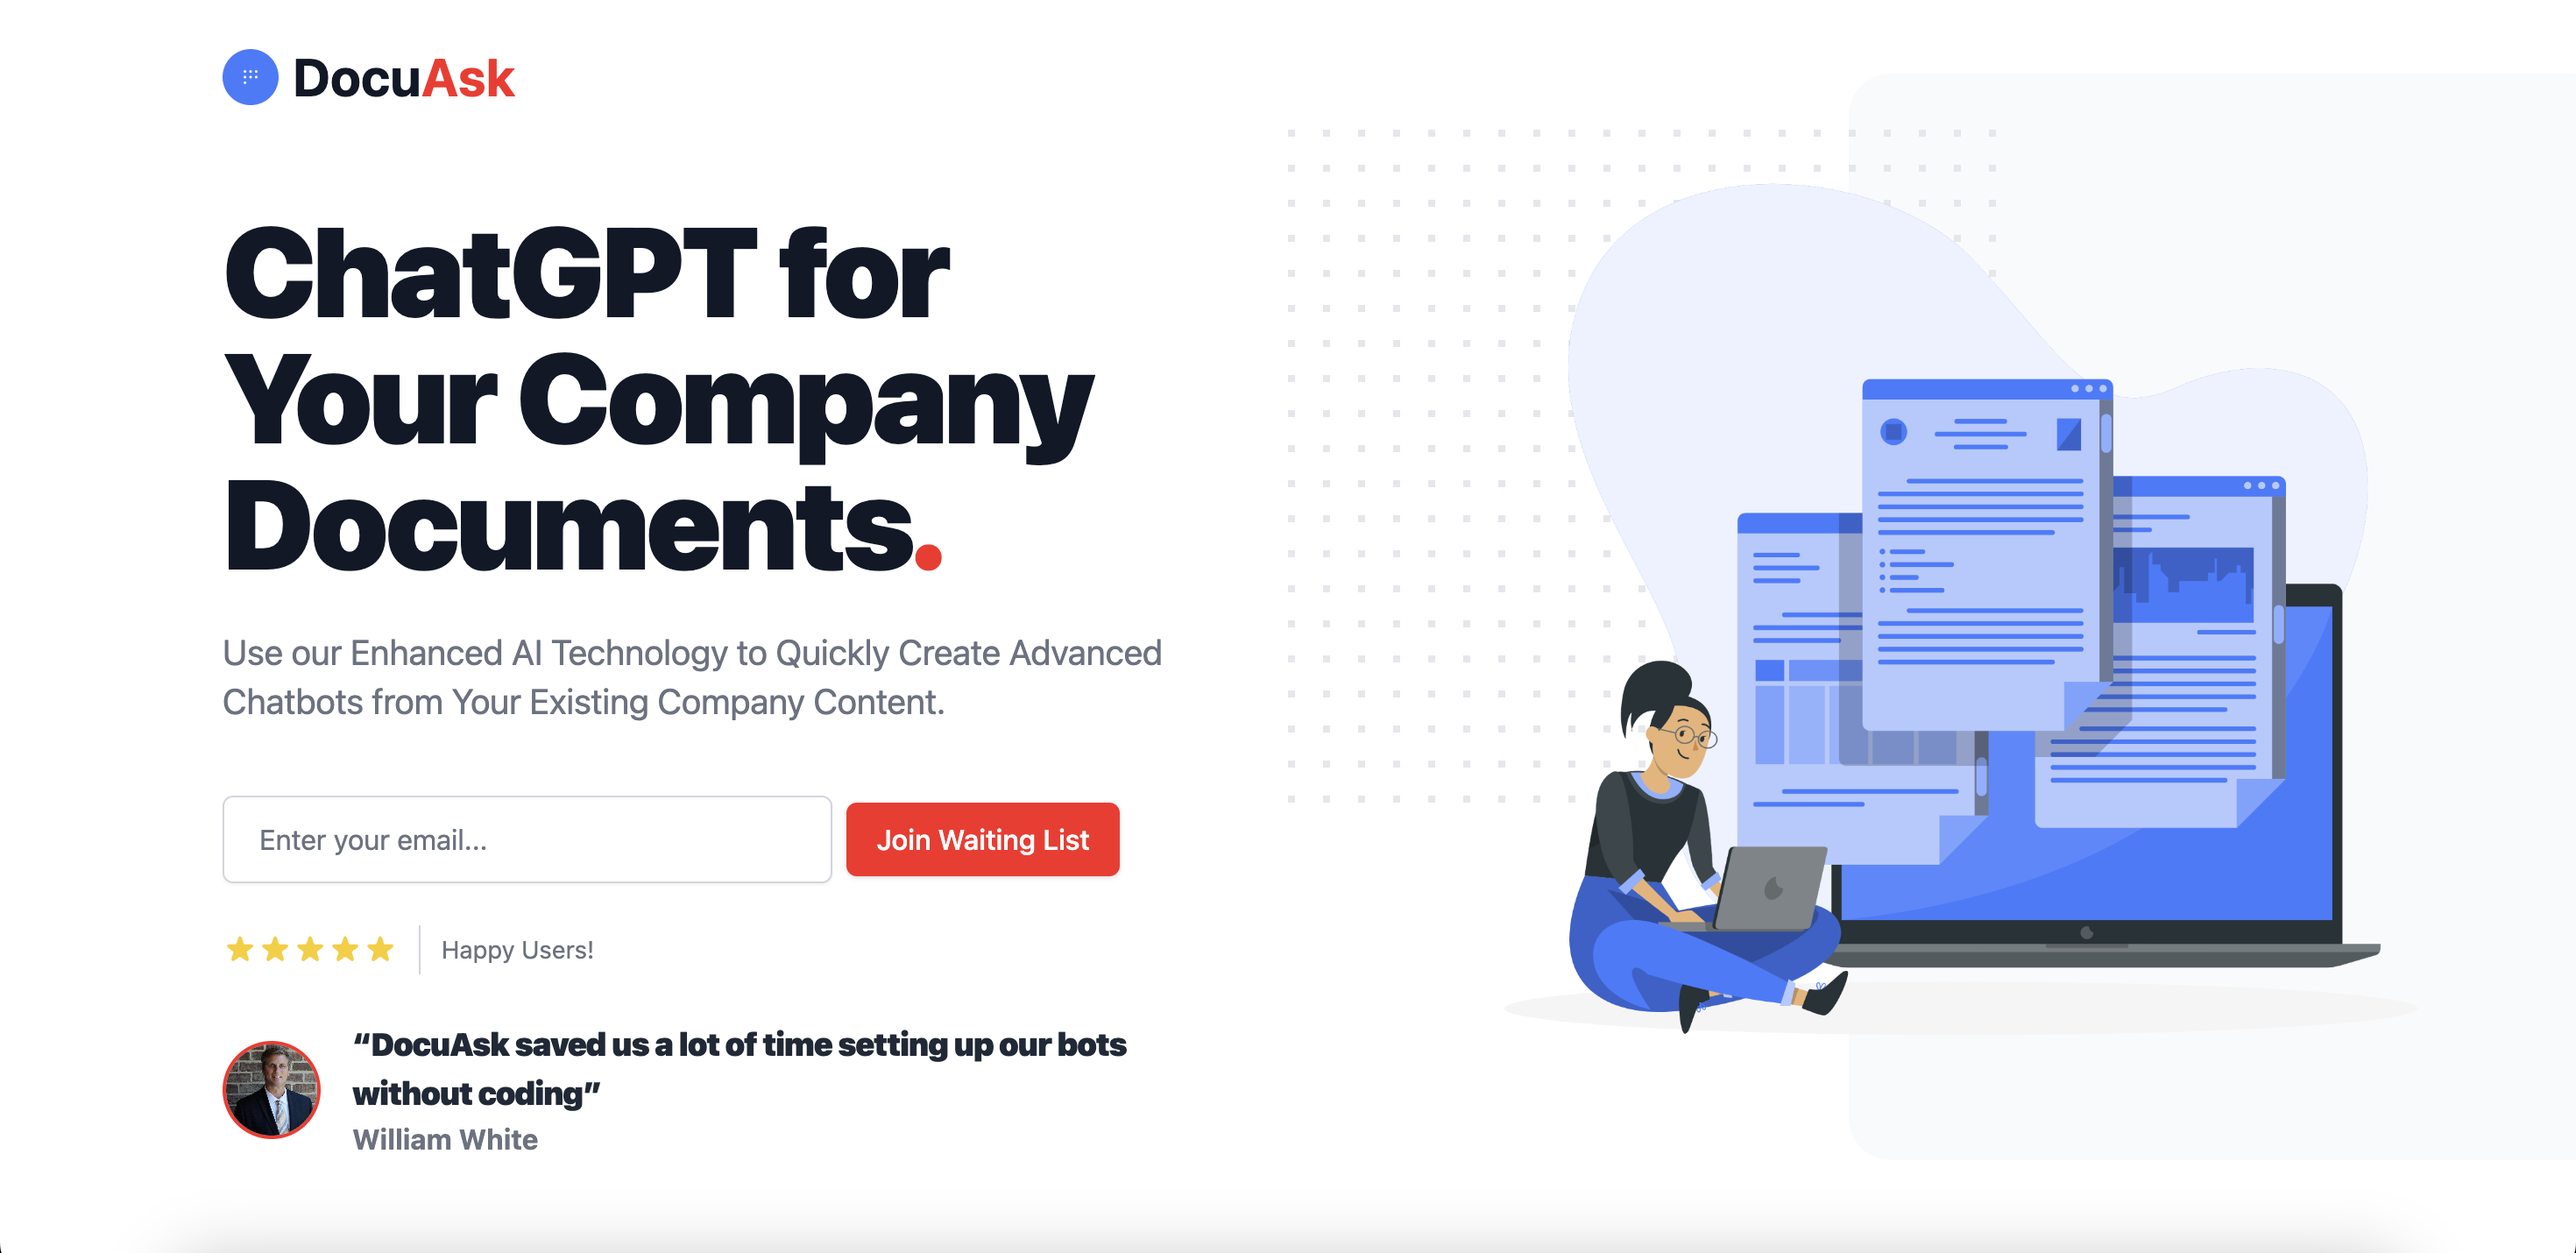 DocuAsk
ChatGPT for
Your Company
Documents.
Use our Enhanced AI Technology to Quickly Create Advanced
Chatbots from Your Existing Company Content.
Enter your email...
Join Waiting List
Happy Users!
“DocuAsk saved us a lot of time setting up our bots
without coding”
William White